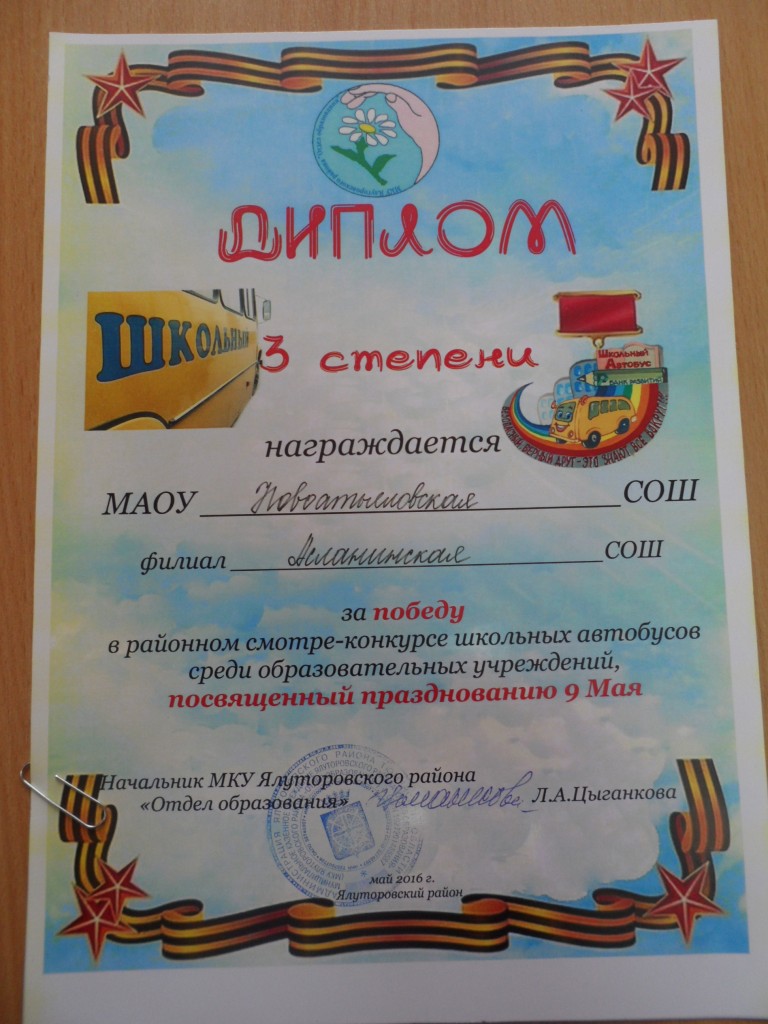 ДИПЛОМ
ШКОЛЬНЫЙ
3 степени
Школьный
Автобус
награждается
МАОУ Новоатьяловская СОШ
филиал Асланинская СОШ
за победу
в районном смотре-конкурсе школьных автобусов
среди образовательных учреждений,
посвященный празднованию 9 Мая
Начальник МКУ Ялуторовского района
«Отдел образования» Л.А.Цыганкова
май 2016 г.
Ялуторовский район